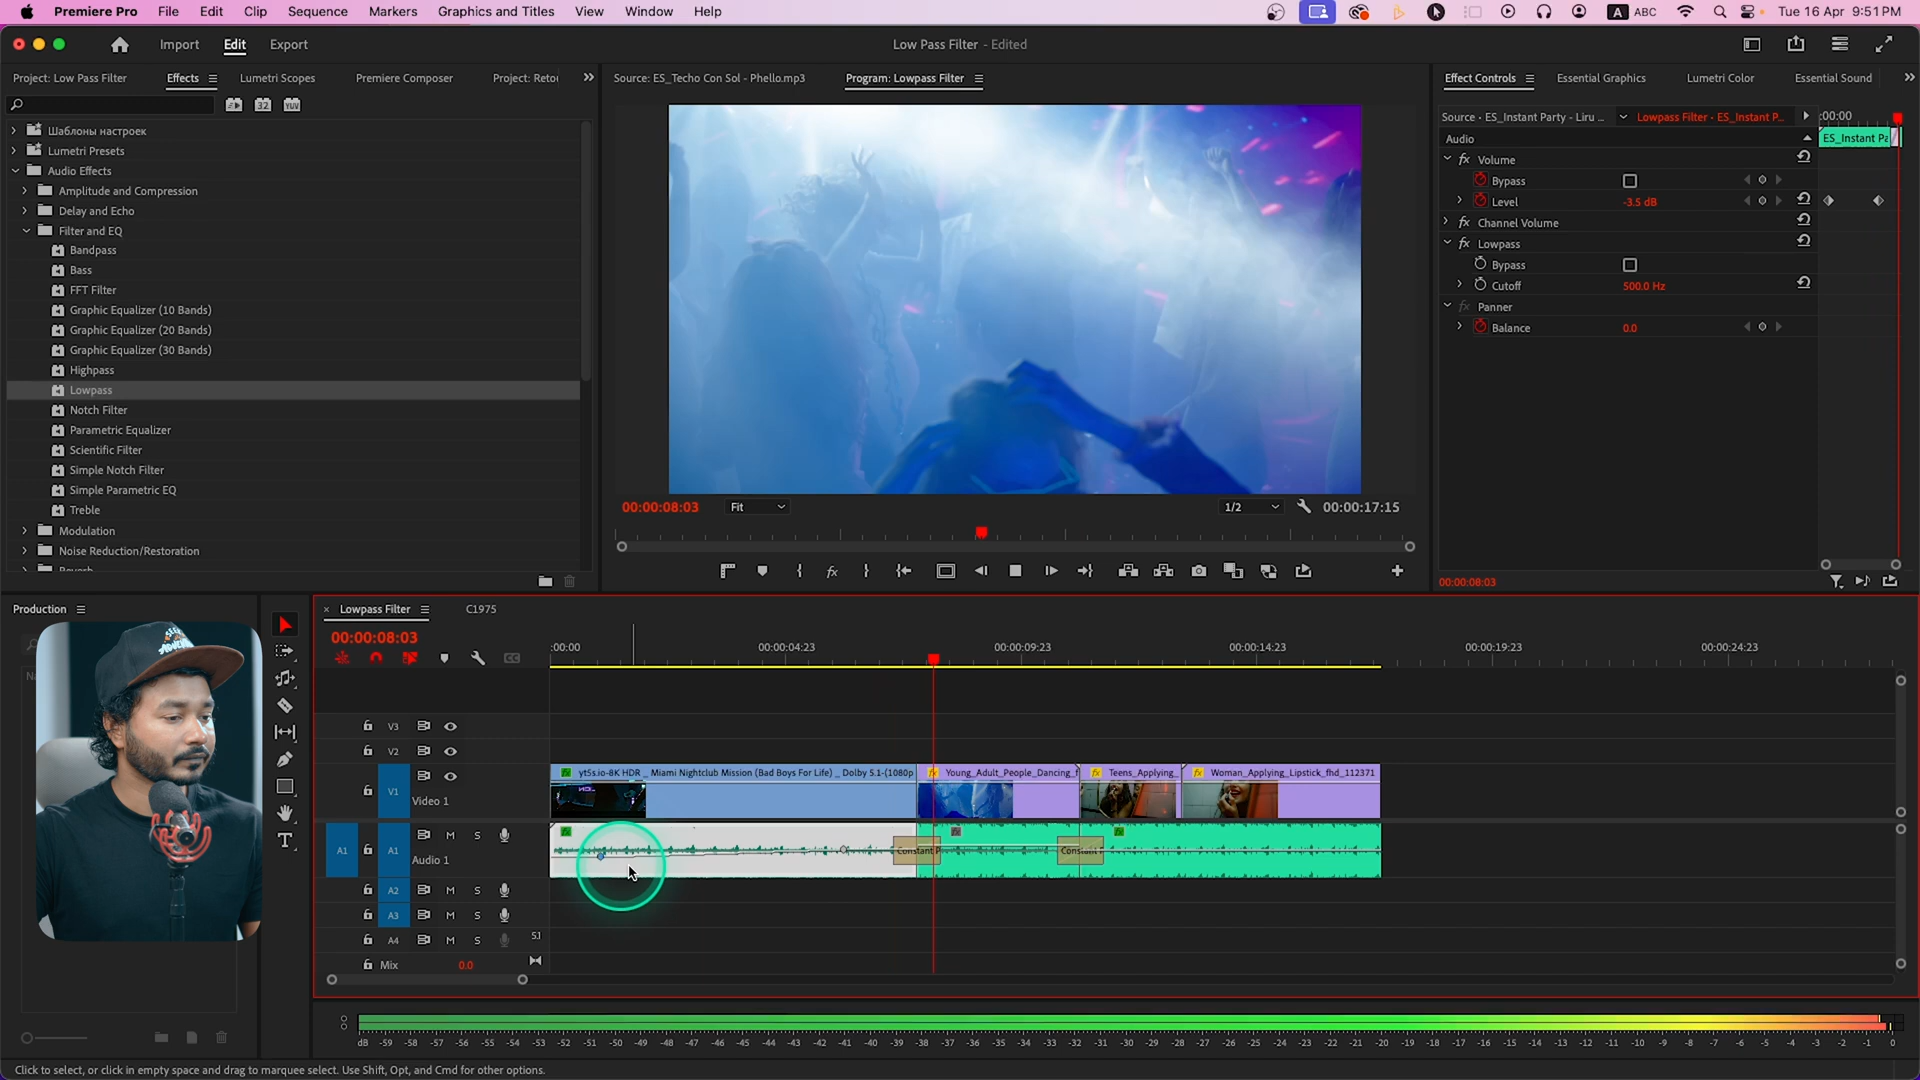 Premiere Pro File Edit Clip Sequence Markers Graphics and Titles View Window Help A ABC Tue 16 Apr 9:51PM
Import Edit Export Low Pass Filter - Edited
Project: Low Pass Filter Effects Lumetri Scopes Premiere Composer Project: Reto Source: ES_Techo Con Sol - Phello.mp3 Program: Lowpass Filter Effect Controls Essential Graphics Lumetri Color Essential Sound
32 YUV
Source · ES_Instant Party - Liru ... Lowpass Filter · ES_Instant P... :00:00
Шаблоны настроек
Audio ES_Instant Pa
Lumetri Presets
fx Volume
Audio Effects
Bypass
Amplitude and Compression
Level -3.5 dB
Delay and Echo
fx Channel Volume
Filter and EQ
fx Lowpass
Bandpass
Bypass
Bass
Cutoff 500.0 Hz
FFT Filter
fx Panner
Graphic Equalizer (10 Bands)
Balance 0.0
Graphic Equalizer (20 Bands)
Graphic Equalizer (30 Bands)
Highpass
Lowpass
Notch Filter
Parametric Equalizer
Scientific Filter
Simple Notch Filter
Simple Parametric EQ
Treble
00:00:08:03 Fit 1/2 00:00:17:15
Modulation
Noise Reduction/Restoration
Reverb
00:00:08:03
Production Lowpass Filter C1975
00:00:08:03 :00:00 00:00:04:23 00:00:09:23 00:00:14:23 00:00:19:23 00:00:24:23
V3
V2
yt5s.io-8K HDR _ Miami Nightclub Mission (Bad Boys For Life) _ Dolby 5.1-(1080p Young_Adult_People_Dancing_f Teens_Applying_ Woman_Applying_Lipstick_fhd_112371
V1 Video 1
A1 A1 M S Audio 1 Constant P Constant
A2 M S
A3 M S
A4 M S 5.1
Mix 0.0
dB -59 -58 -57 -56 -55 -54 -53 -52 -51 -50 -49 -48 -47 -46 -45 -44 -43 -42 -41 -40 -39 -38 -37 -36 -35 -34 -33 -32 -31 -30 -29 -28 -27 -26 -25 -24 -23 -22 -21 -20 -19 -18 -17 -16 -15 -14 -13 -12 -11 -10 -9 -8 -7 -6 -5 -4 -3 -2 -1 0
Click to select, or click in empty space and drag to marquee select. Use Shift, Opt, and Cmd for other options.